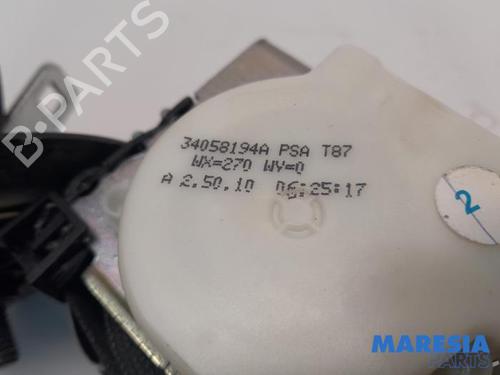 B-PARTS
34058194A PSA T87
WX=270 WY=0
A 2.50.10 06:25:17
2
MARESIA
PARTS